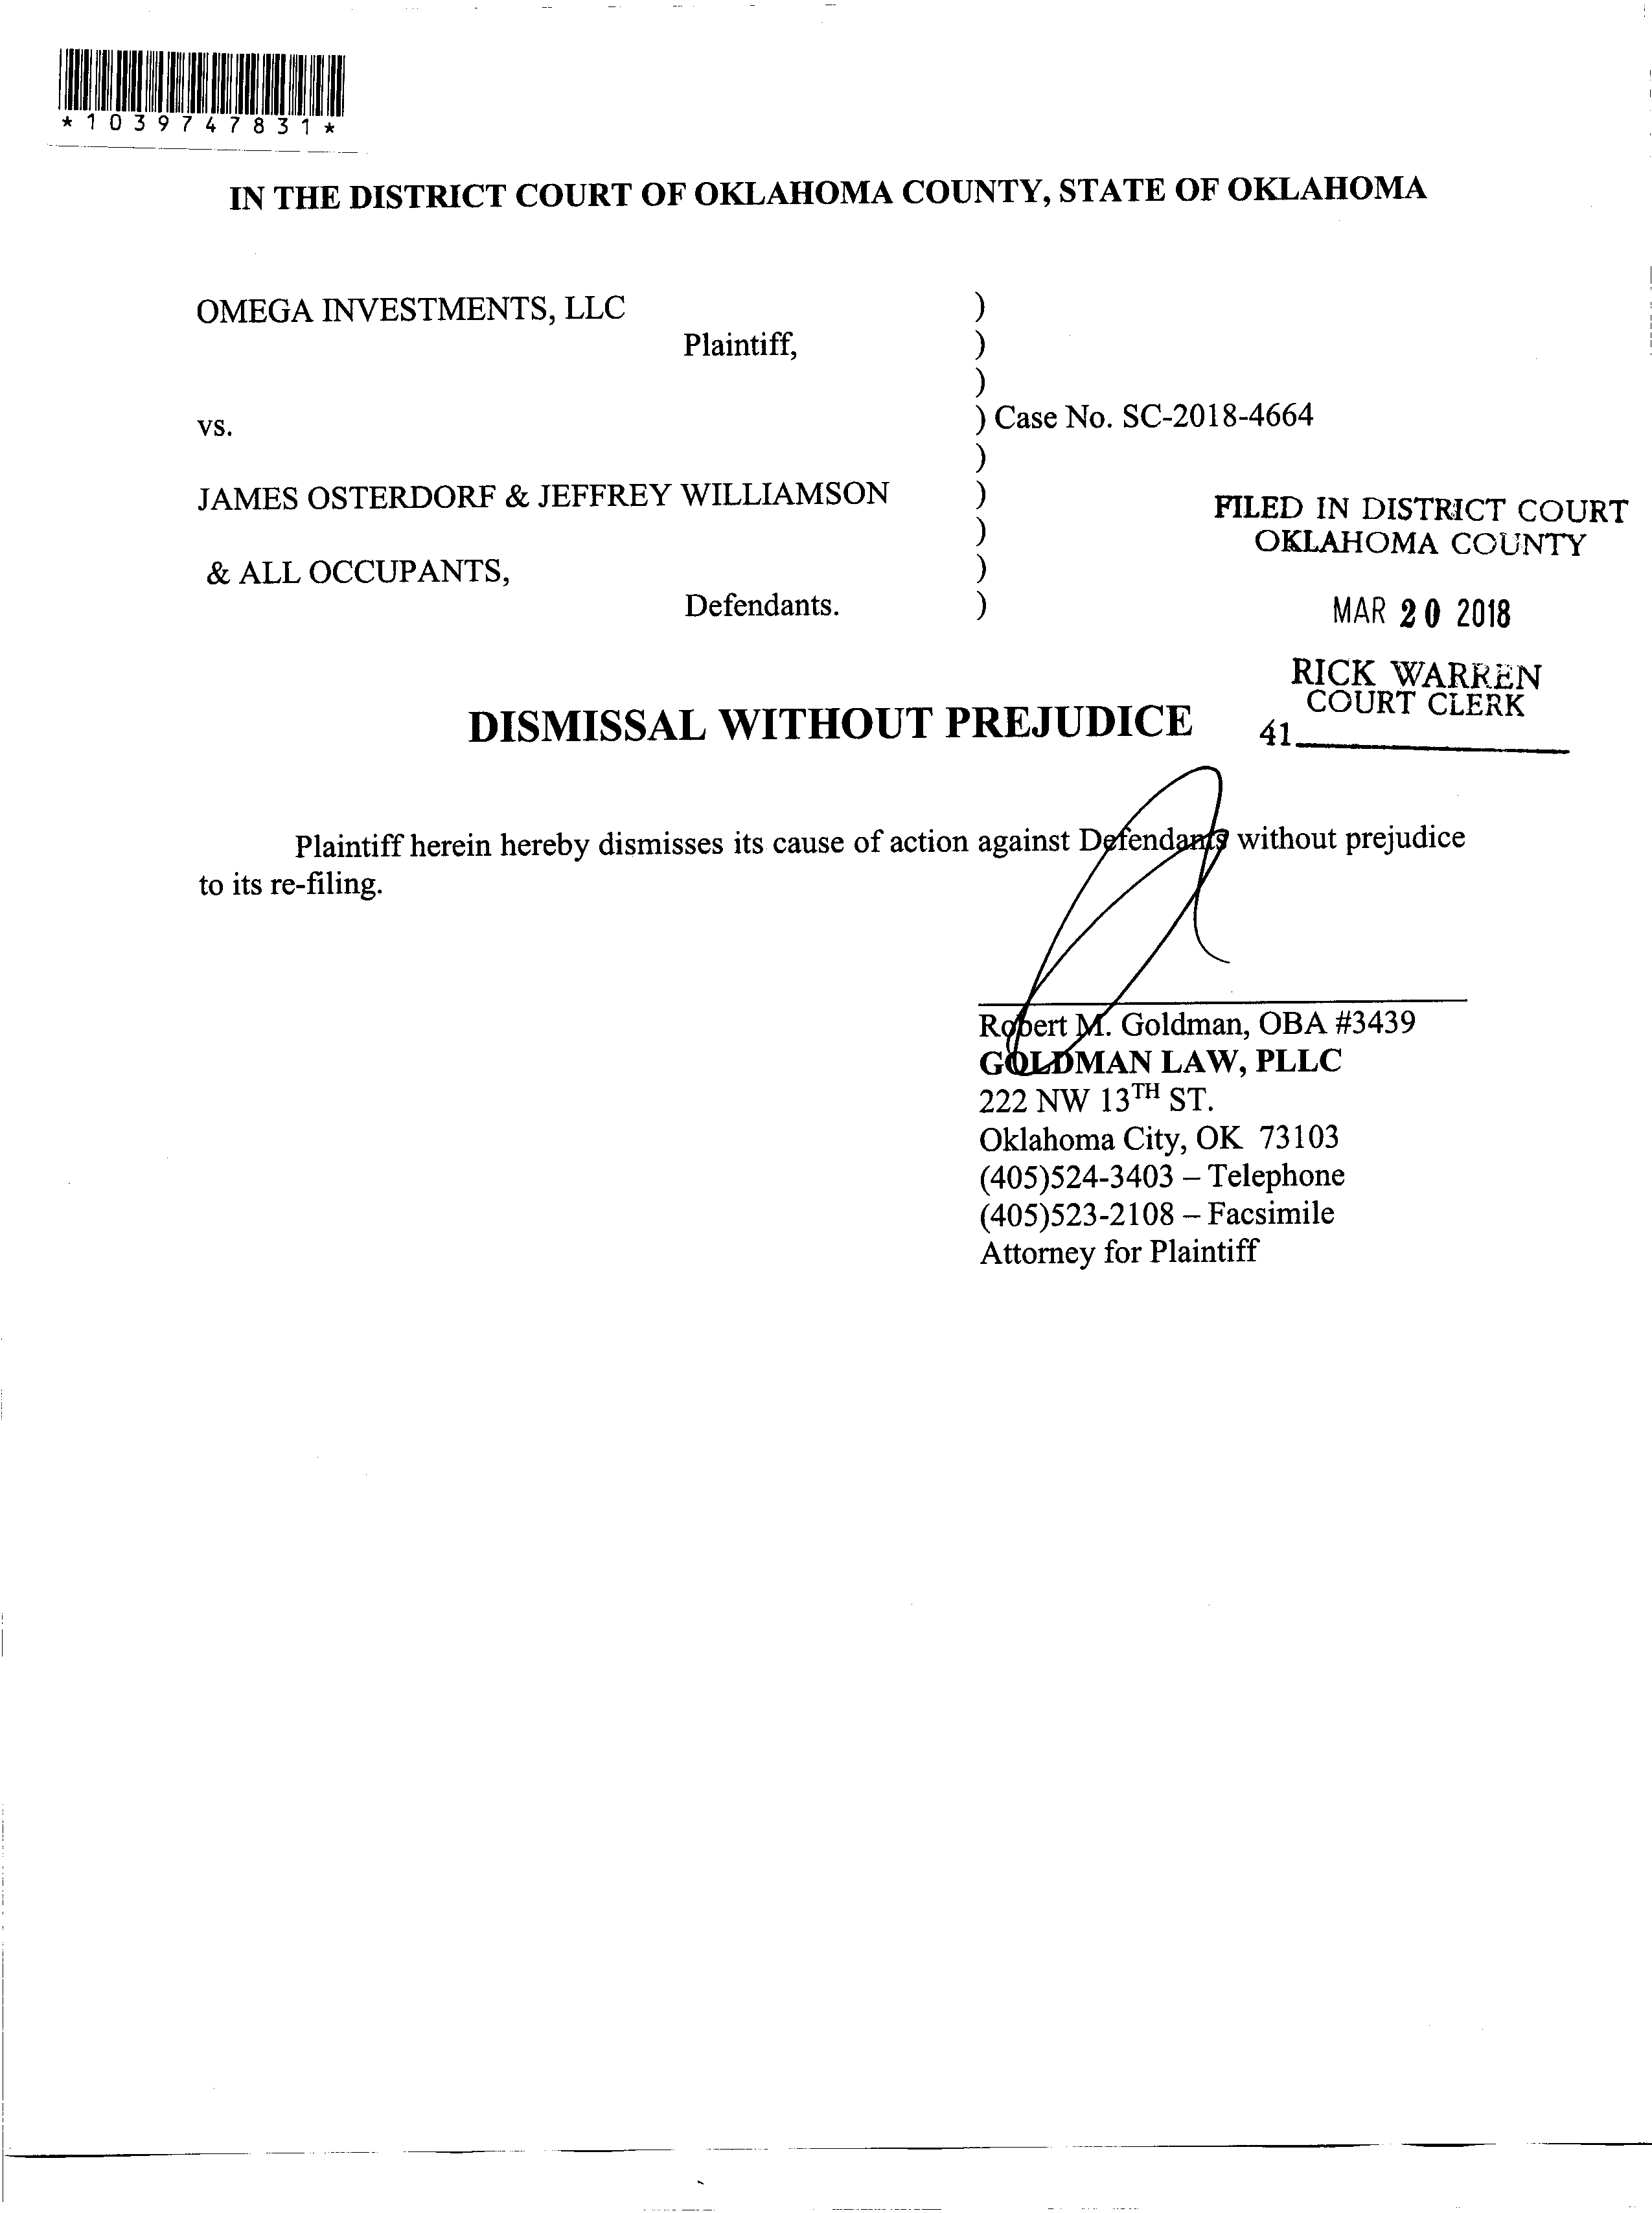 *1039747831*
IN THE DISTRICT COURT OF OKLAHOMA COUNTY, STATE OF OKLAHOMA
OMEGA INVESTMENTS, LLC )
Plaintiff, )
)
vs. ) Case No. SC-2018-4664
)
JAMES OSTERDORF & JEFFREY WILLIAMSON )
)
& ALL OCCUPANTS, )
Defendants. )
FILED IN DISTRICT COURT
OKLAHOMA COUNTY
MAR 20 2018
RICK WARREN
COURT CLERK
41
DISMISSAL WITHOUT PREJUDICE
Plaintiff herein hereby dismisses its cause of action against Defendants without prejudice
to its re-filing.
Robert M. Goldman, OBA #3439
GOLDMAN LAW, PLLC
222 NW 13TH ST.
Oklahoma City, OK 73103
(405)524-3403 – Telephone
(405)523-2108 – Facsimile
Attorney for Plaintiff